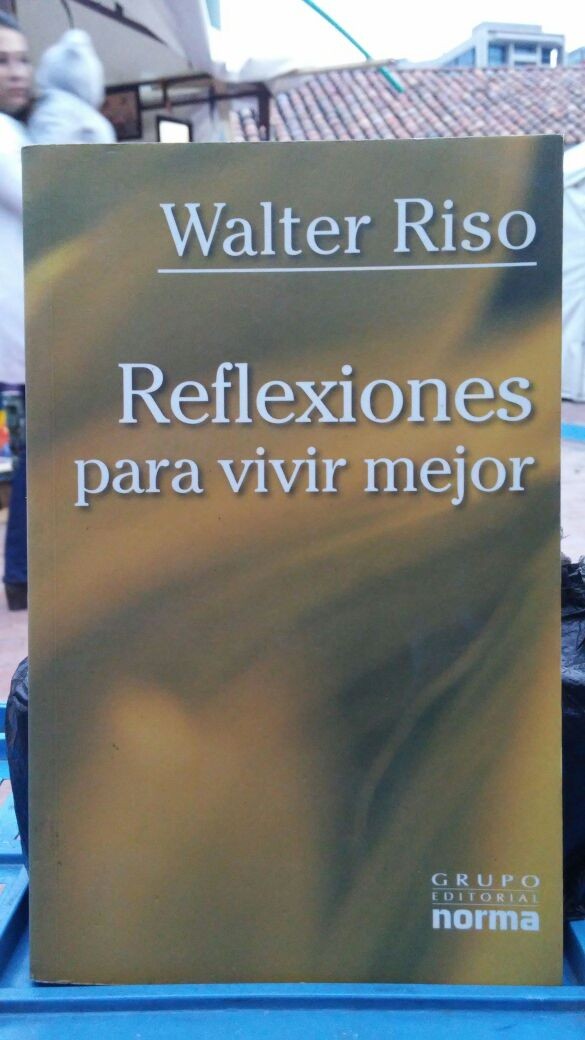 Walter Riso
Reflexiones
para vivir mejor
GRUPO
EDITORIAL
norma